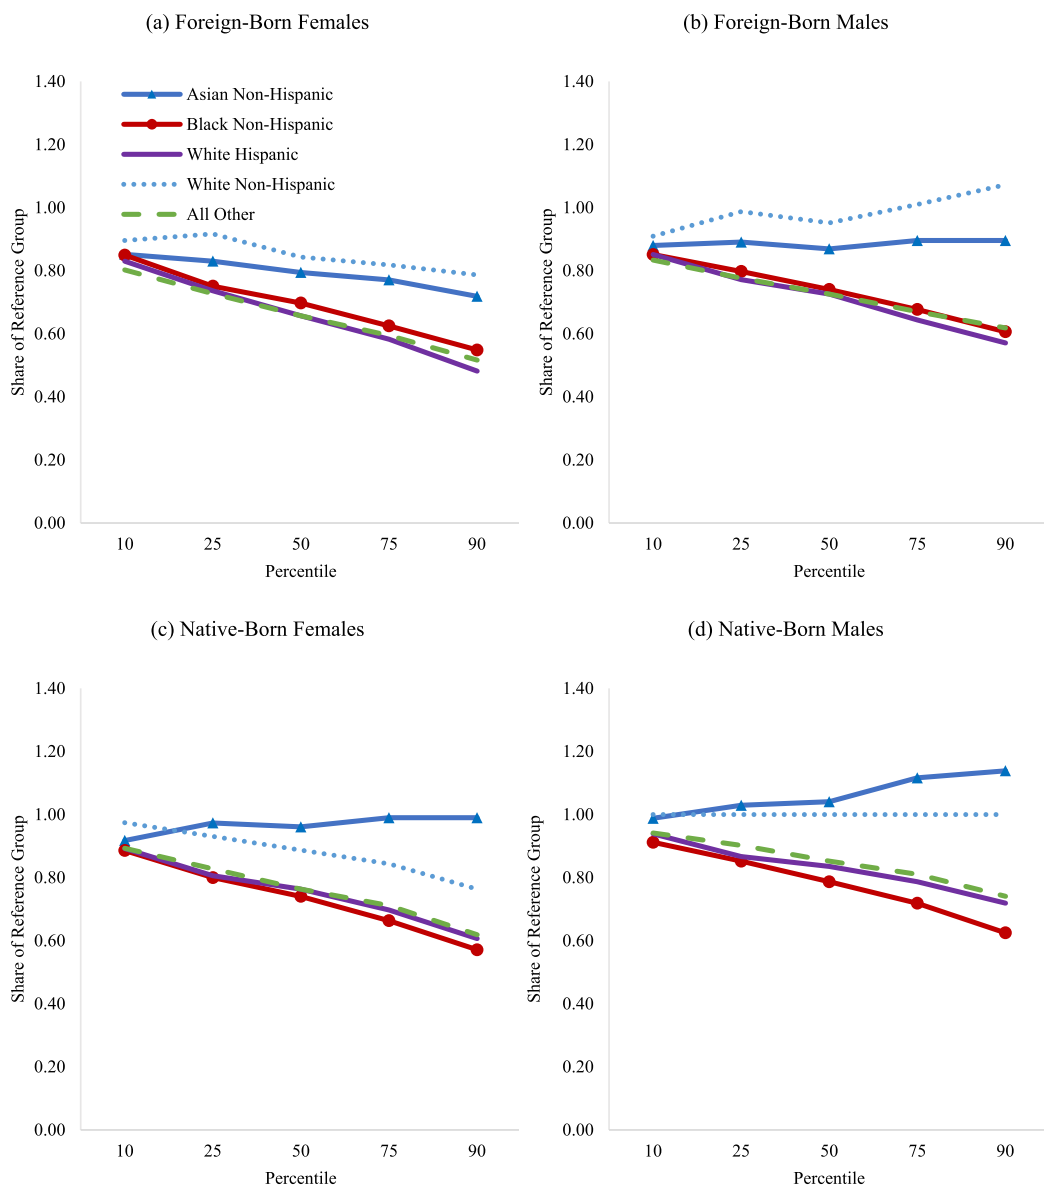 (a) Foreign-Born Females
1.40
1.20
1.00
0.80
0.60
0.40
0.20
0.00
Share of Reference Group
Asian Non-Hispanic
Black Non-Hispanic
White Hispanic
White Non-Hispanic
All Other
10 25 50 75 90
Percentile
(b) Foreign-Born Males
1.40
1.20
1.00
0.80
0.60
0.40
0.20
0.00
Share of Reference Group
10 25 50 75 90
Percentile
(c) Native-Born Females
1.40
1.20
1.00
0.80
0.60
0.40
0.20
0.00
Share of Reference Group
10 25 50 75 90
Percentile
(d) Native-Born Males
1.40
1.20
1.00
0.80
0.60
0.40
0.20
0.00
Share of Reference Group
10 25 50 75 90
Percentile